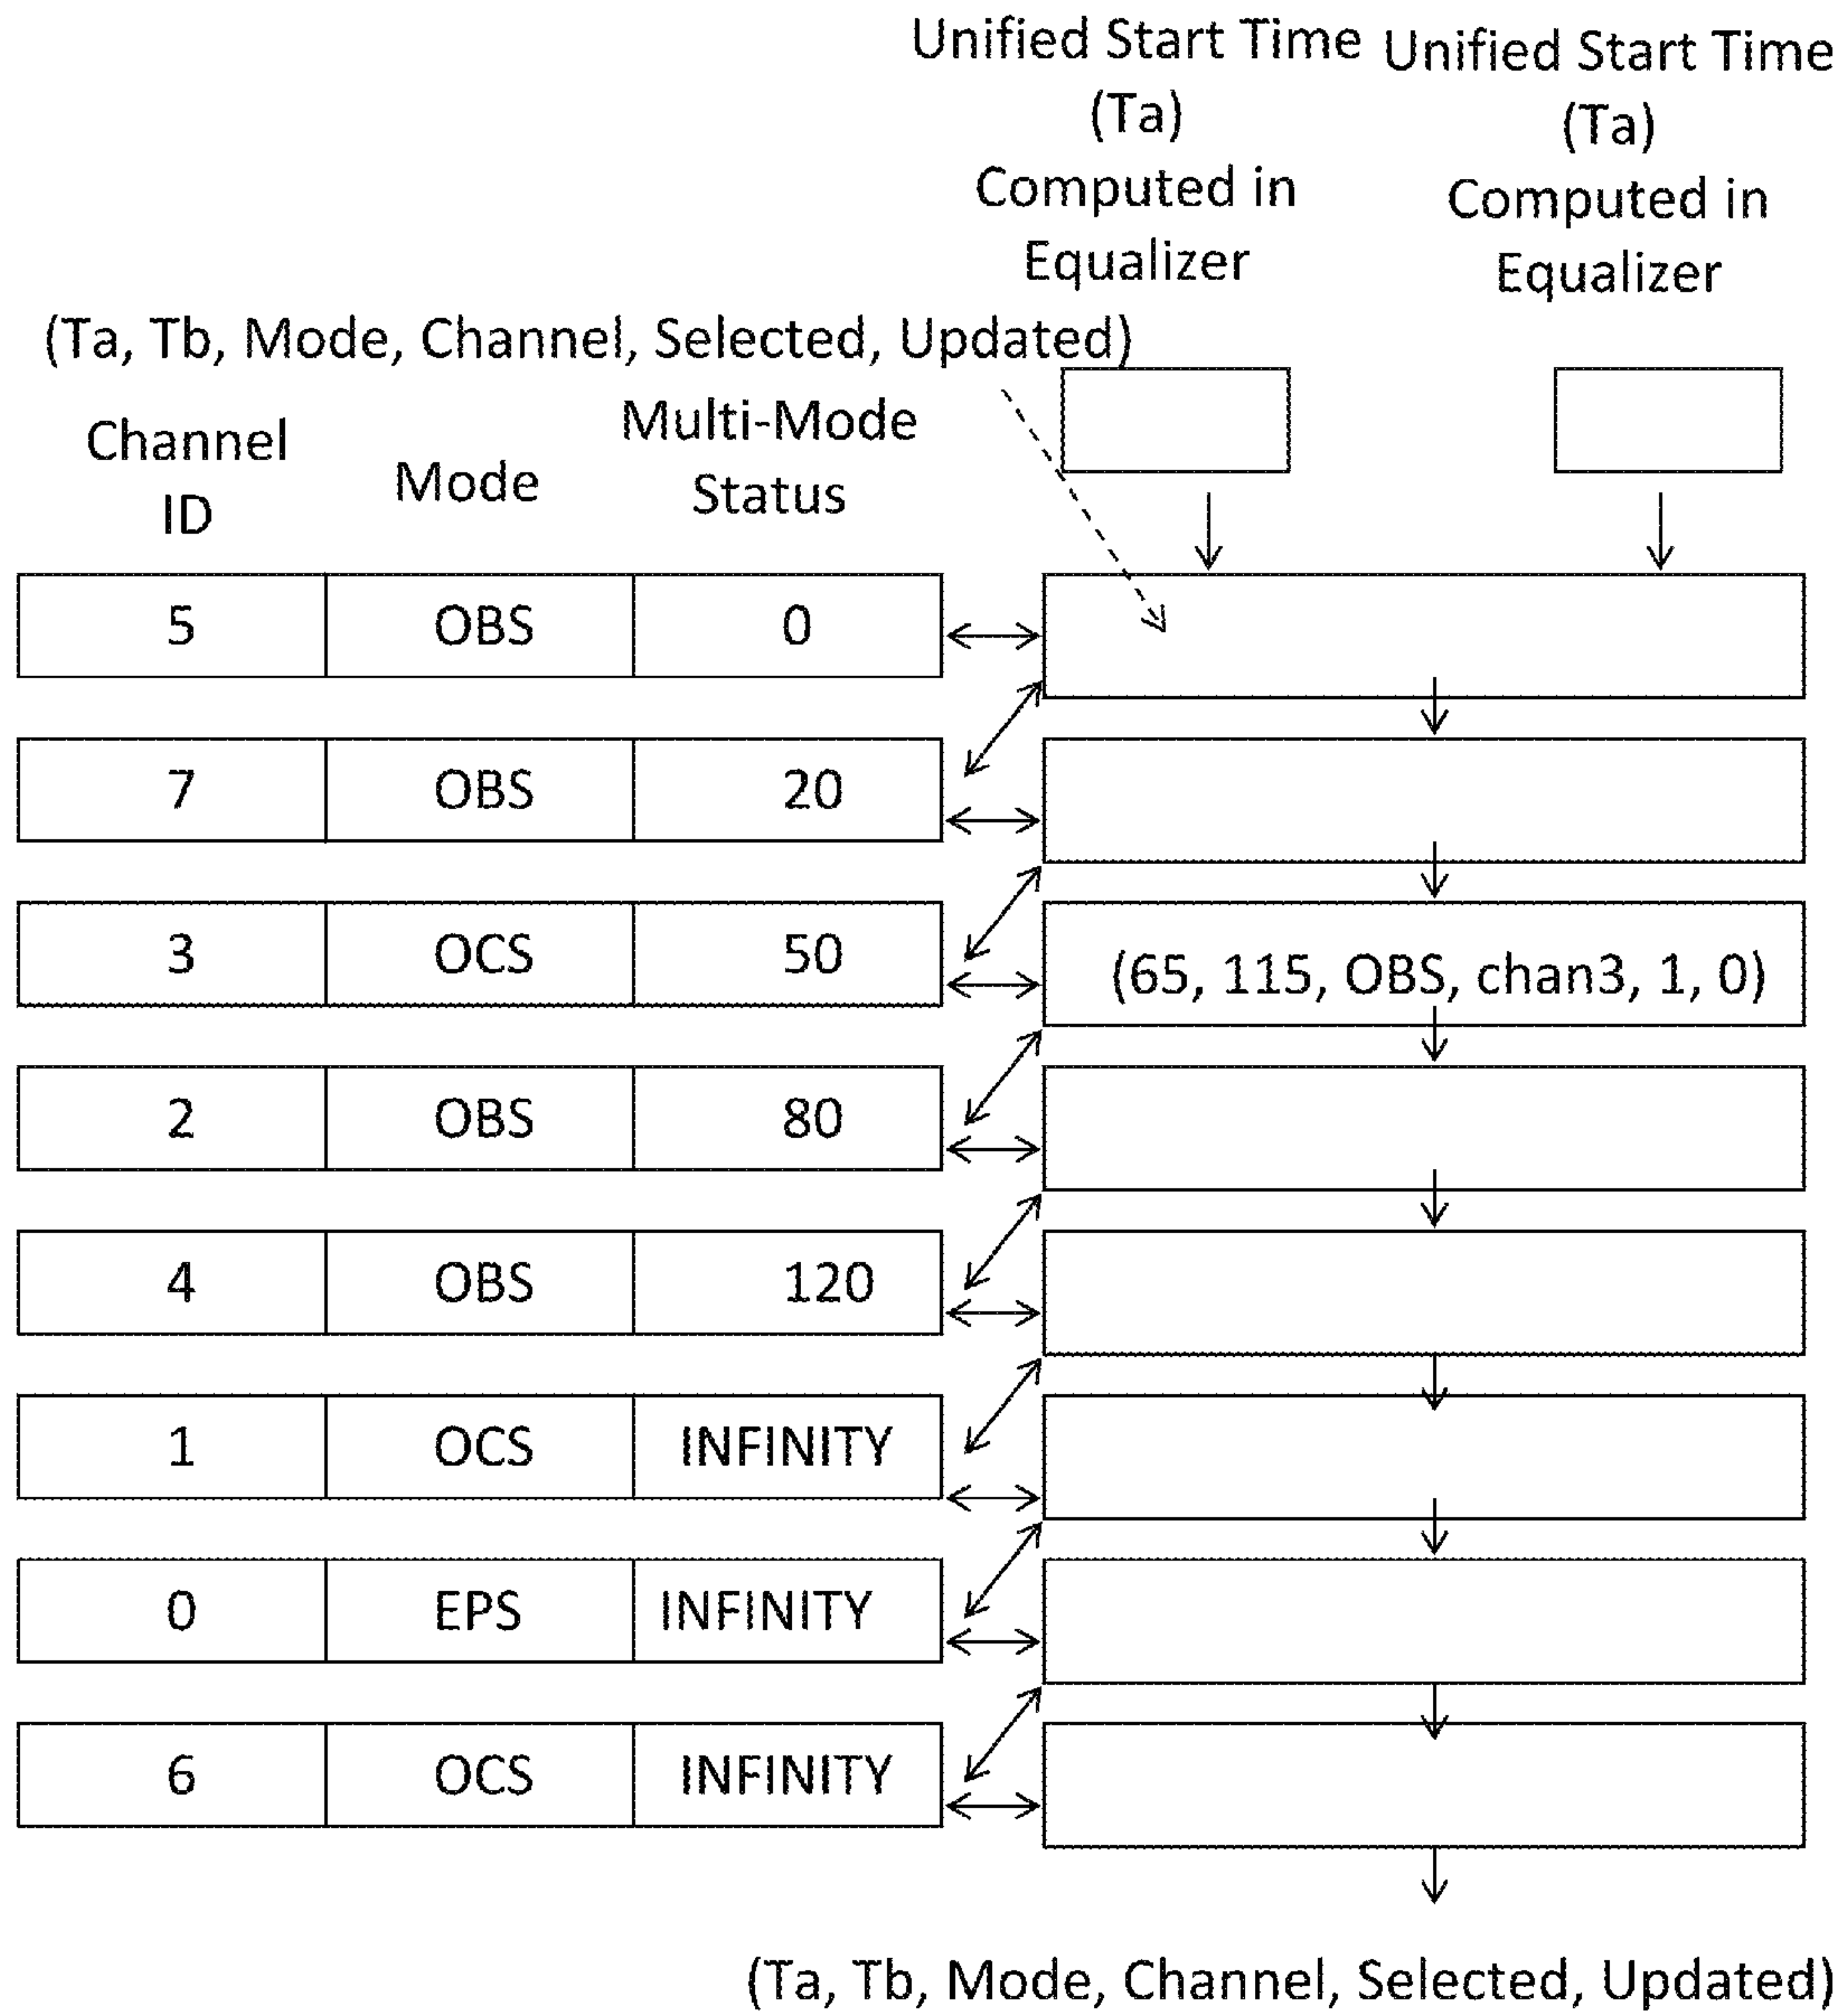 Unified Start Time
(Ta)
Computed in
Equalizer
Unified Start Time
(Ta)
Computed in
Equalizer
(Ta, Tb, Mode, Channel, Selected, Updated)
Channel
ID
Mode
Multi-Mode
Status
5 OBS 0
7 OBS 20
3 OCS 50
(65, 115, OBS, chan3, 1, 0)
2 OBS 80
4 OBS 120
1 OCS INFINITY
0 EPS INFINITY
6 OCS INFINITY
(Ta, Tb, Mode, Channel, Selected, Updated)